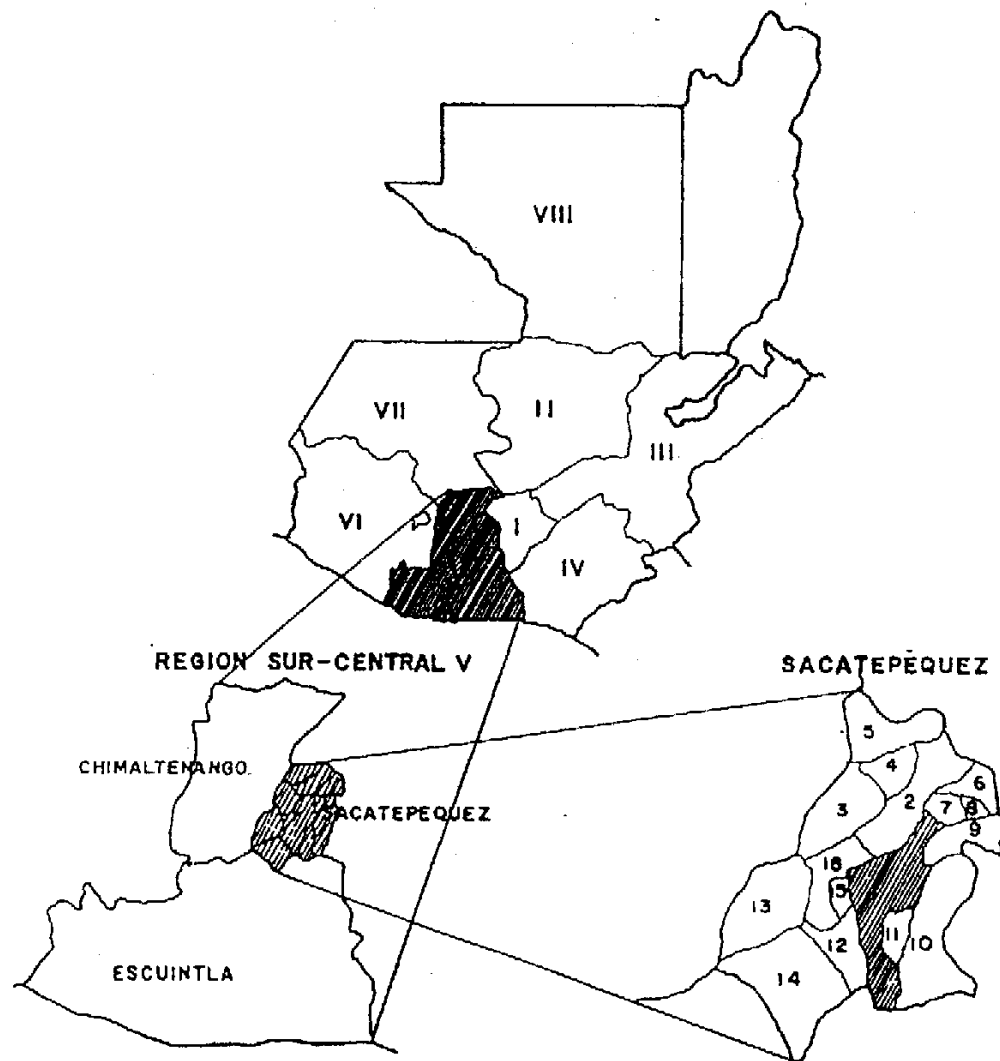 VIII
VII
II
III
VI
I
IV
REGION SUR-CENTRAL V
SACATEPÉQUEZ
CHIMALTENANGO
SACATEPEQUEZ
ESCUINTLA
5
4
6
2
7
8
3
9
16
15
13
11
10
12
14